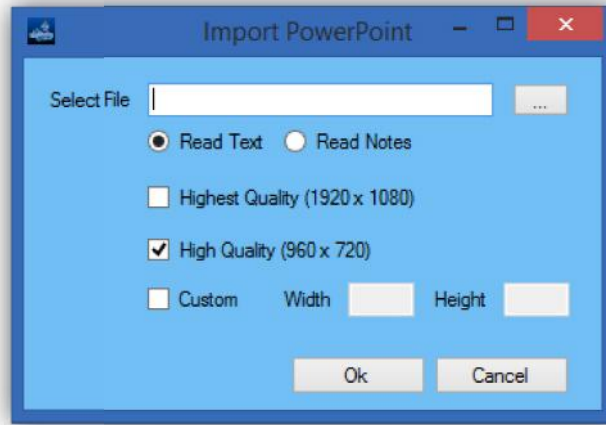 Import PowerPoint
Select File ...
Read Text Read Notes
Highest Quality (1920 x 1080)
High Quality (960 x 720)
Custom Width Height
Ok Cancel